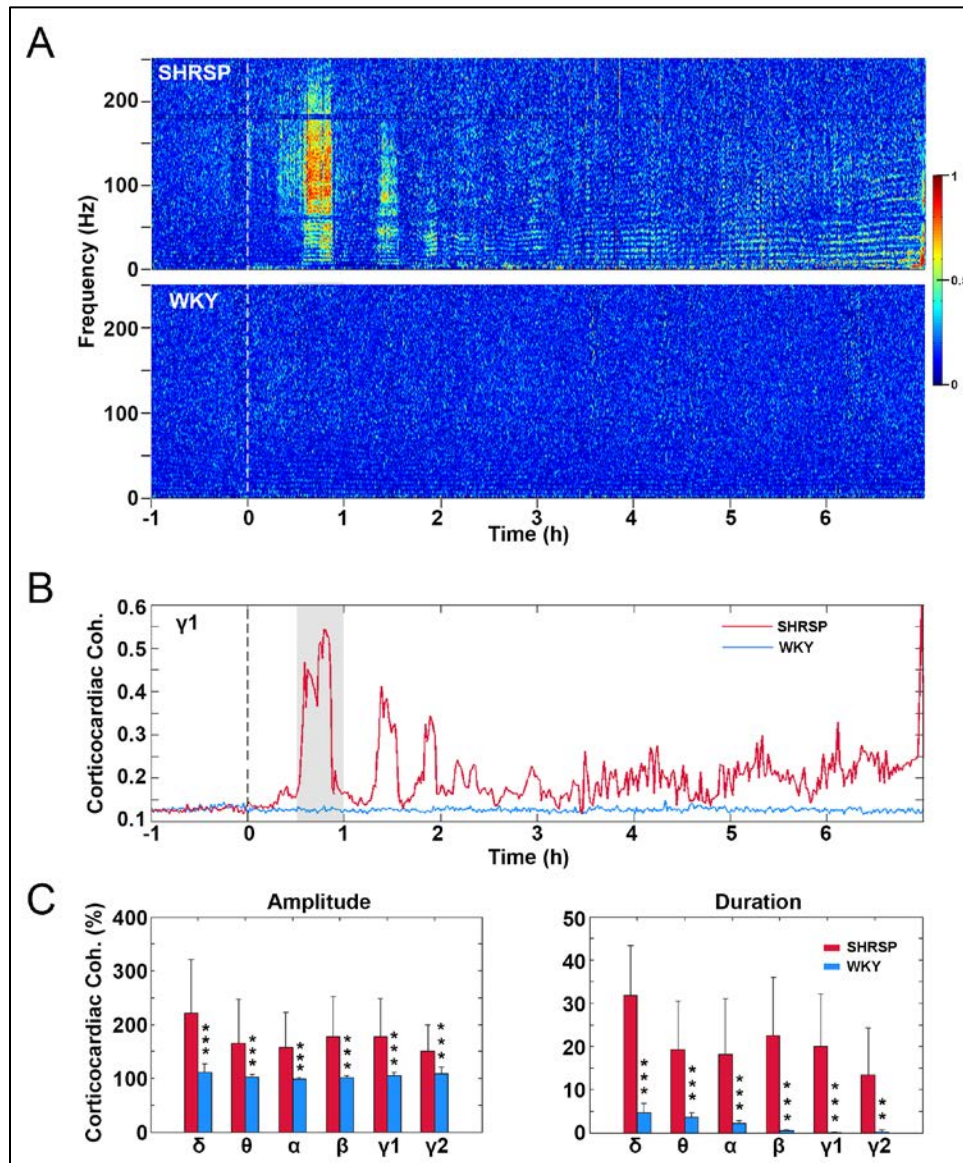 A
SHRSP
200
100
0
WKY
200
100
0
Frequency (Hz)
1
0.5
0
-1 0 1 2 3 4 5 6
Time (h)
B
γ1
SHRSP
WKY
0.6
0.5
0.4
0.3
0.2
0.1
Corticocardiac Coh.
-1 0 1 2 3 4 5 6
Time (h)
C
Amplitude
Corticocardiac Coh. (%)
400
300
200
100
0
*** *** *** *** *** ***
δ θ α β γ1 γ2
Duration
SHRSP
WKY
50
40
30
20
10
0
*** *** *** *** *** **
δ θ α β γ1 γ2